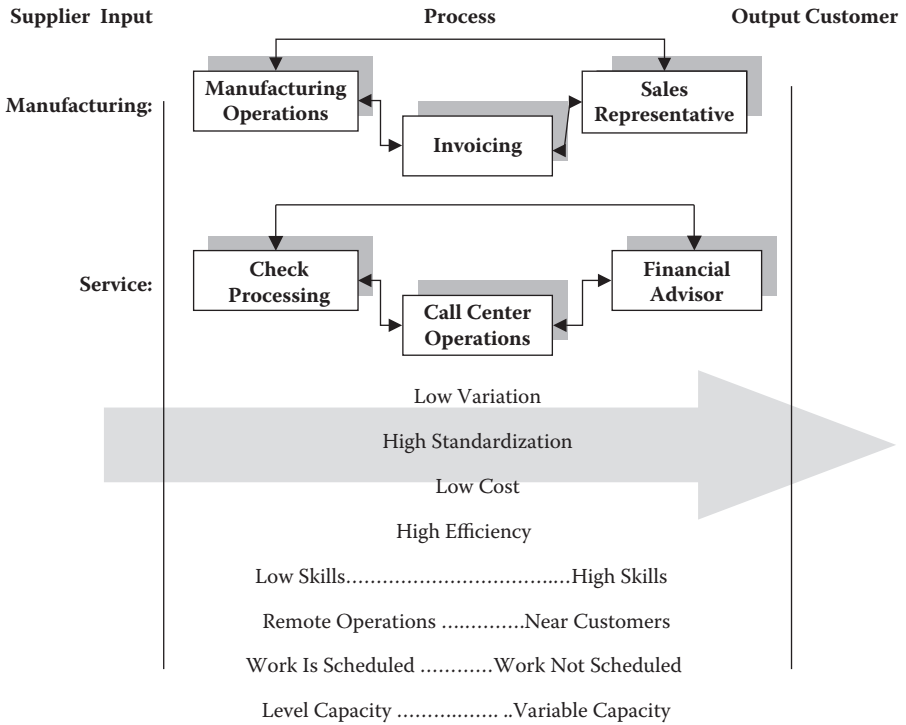 Supplier Input Process Output Customer
Manufacturing:
Manufacturing
Operations
Invoicing
Sales
Representative
Service:
Check
Processing
Call Center
Operations
Financial
Advisor
Low Variation
High Standardization
Low Cost
High Efficiency
Low Skills.......................................High Skills
Remote Operations ...............Near Customers
Work Is Scheduled ............Work Not Scheduled
Level Capacity .................. ..Variable Capacity